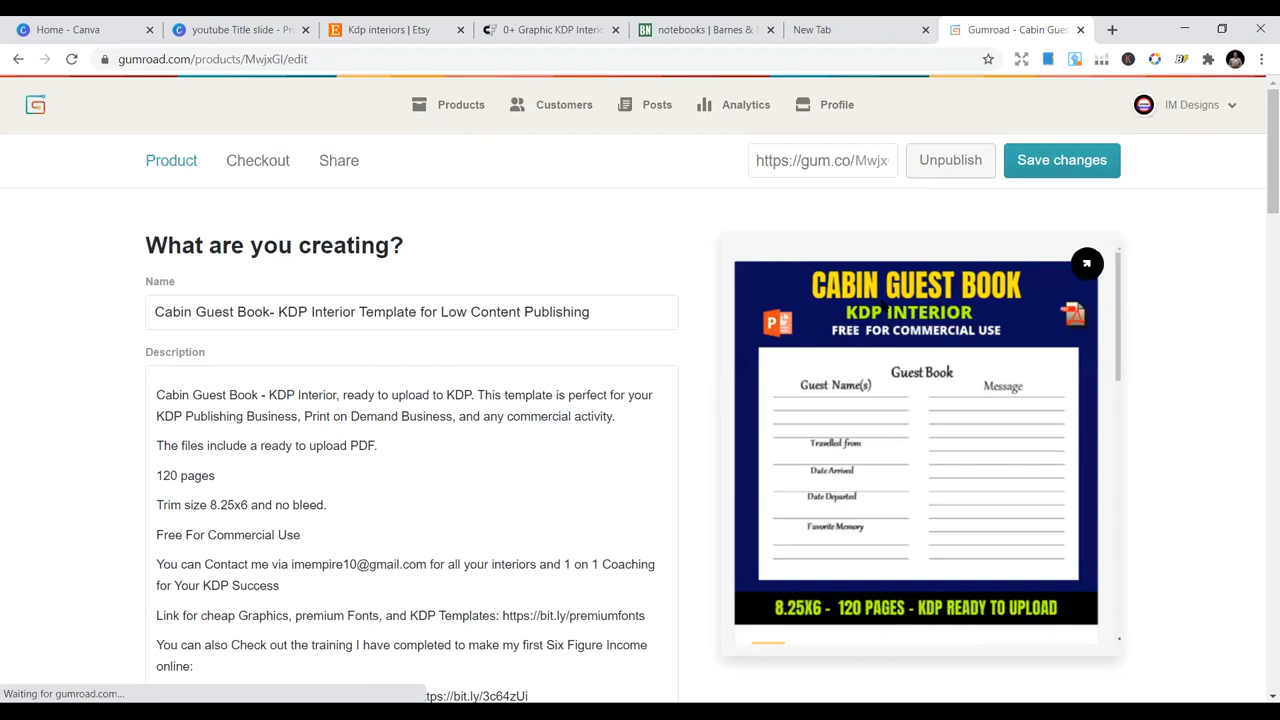 Home - Canva
youtube Title slide - Pro
Kdp interiors | Etsy
0+ Graphic KDP Interic
BN
notebooks | Barnes &
New Tab
Gumroad - Cabin Gues
gumroad.com/products/MwjxGI/edit
Products
Customers
Posts
Analytics
Profile
IM Designs
Product
Checkout
Share
https://gum.co/Mwjx
Unpublish
Save changes
What are you creating?
Name
Cabin Guest Book- KDP Interior Template for Low Content Publishing
Description
Cabin Guest Book - KDP Interior, ready to upload to KDP. This template is perfect for your
KDP Publishing Business, Print on Demand Business, and any commercial activity.
The files include a ready to upload PDF.
120 pages
Trim size 8.25x6 and no bleed.
Free For Commercial Use
You can Contact me via imempire10@gmail.com for all your interiors and 1 on 1 Coaching
for Your KDP Success
Link for cheap Graphics, premium Fonts, and KDP Templates: https://bit.ly/premiumfonts
You can also Check out the training I have completed to make my first Six Figure Income
online:
ttps://bit.ly/3c64zUi
CABIN GUEST BOOK
KDP INTERIOR
FREE FOR COMMERCIAL USE
P
Guest Book
Guest Name(s)
Message
Travelled from
Date Arrived
Date Departed
Favorite Memory
8.25X6 - 120 PAGES - KDP READY TO UPLOAD
Waiting for gumroad.com...